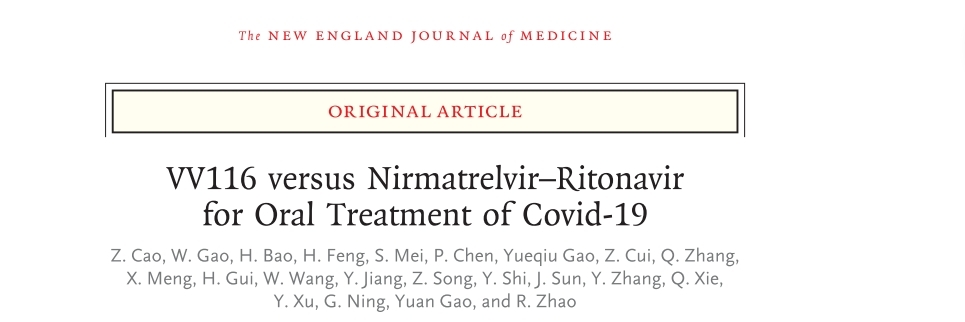 The NEW ENGLAND JOURNAL of MEDICINE
ORIGINAL ARTICLE
VV116 versus Nirmatrelvir–Ritonavir
for Oral Treatment of Covid-19
Z. Cao, W. Gao, H. Bao, H. Feng, S. Mei, P. Chen, Yueqiu Gao, Z. Cui, Q. Zhang,
X. Meng, H. Gui, W. Wang, Y. Jiang, Z. Song, Y. Shi, J. Sun, Y. Zhang, Q. Xie,
Y. Xu, G. Ning, Yuan Gao, and R. Zhao